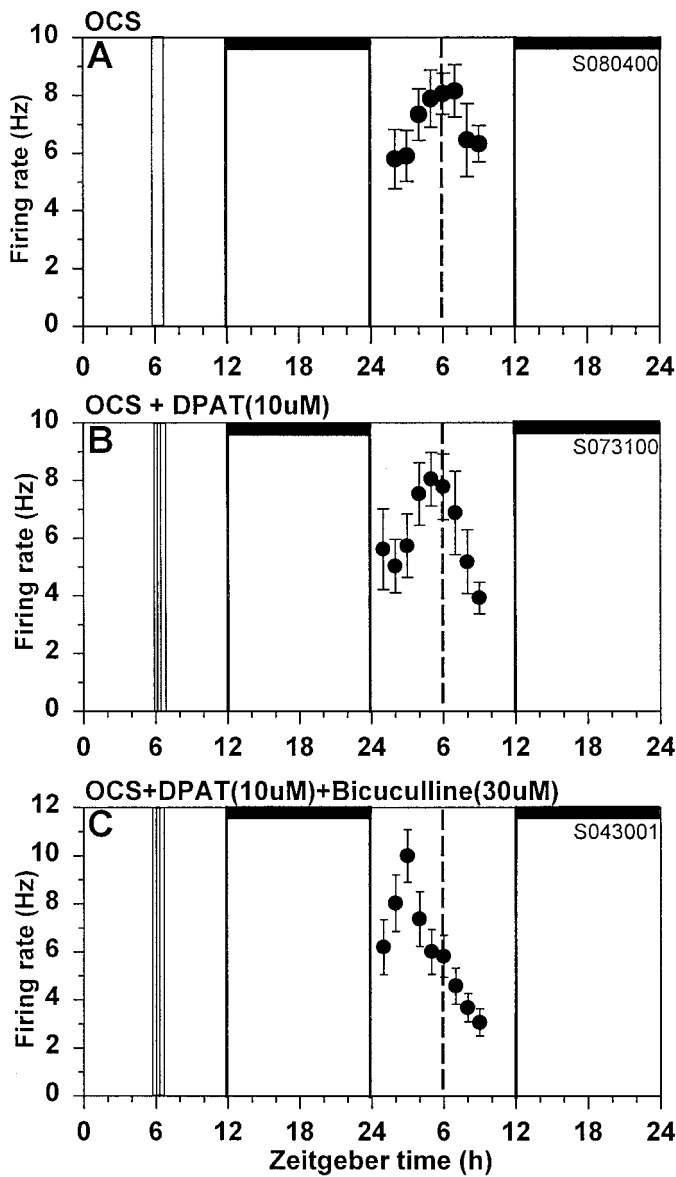 OCS
A
S080400
Firing rate (Hz)
10
8
6
4
2
0
0 6 12 18 24 6 12 18 24
OCS + DPAT(10uM)
B
S073100
Firing rate (Hz)
10
8
6
4
2
0
0 6 12 18 24 6 12 18 24
OCS+DPAT(10uM)+Bicuculline(30uM)
C
S043001
Firing rate (Hz)
12
10
8
6
4
2
0
0 6 12 18 24 6 12 18 24
Zeitgeber time (h)